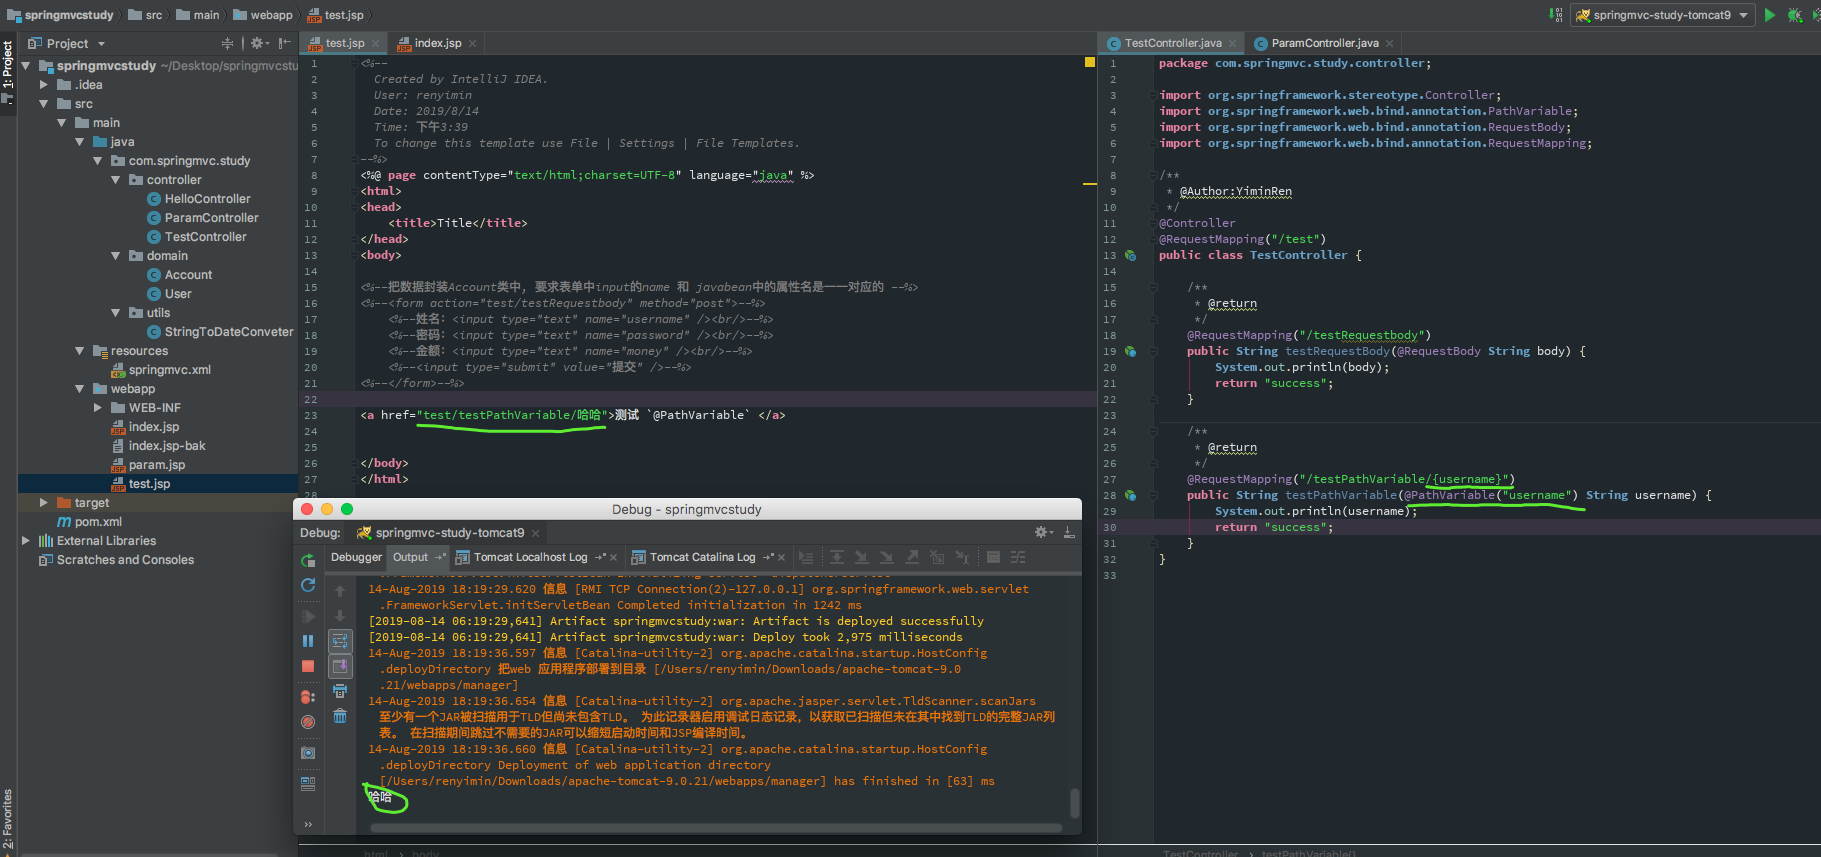 springmvcstudy src main webapp test.jsp
springmvc-study-tomcat9
1: Project
2: Favorites
Project
springmvcstudy ~/Desktop/springmvcstu
.idea
src
main
java
com.springmvc.study
controller
HelloController
ParamController
TestController
domain
Account
User
utils
StringToDateConveter
resources
springmvc.xml
webapp
WEB-INF
index.jsp
index.jsp-bak
param.jsp
test.jsp
target
pom.xml
External Libraries
Scratches and Consoles
test.jsp index.jsp
1 <%--
2 Created by IntelliJ IDEA.
3 User: renyimin
4 Date: 2019/8/14
5 Time: 下午3:39
6 To change this template use File | Settings | File Templates.
7 --%>
8 <%@ page contentType="text/html;charset=UTF-8" language="java" %>
9 <html>
10 <head>
11 <title>Title</title>
12 </head>
13 <body>
14
15 <%--把数据封装Account类中, 要求表单中input的name 和 javabean中的属性名是一一对应的 --%>
16 <%--<form action="test/testRequestbody" method="post">--%>
17 <%--姓名: <input type="text" name="username" /><br/>--%>
18 <%--密码: <input type="text" name="password" /><br/>--%>
19 <%--金额: <input type="text" name="money" /><br/>--%>
20 <%--<input type="submit" value="提交" />--%>
21 <%--</form>--%>
22
23 <a href="test/testPathVariable/哈哈">测试 `@PathVariable` </a>
24
25
26 </body>
27 </html>
28
html > body
TestController.java ParamController.java
1 package com.springmvc.study.controller;
2
3 import org.springframework.stereotype.Controller;
4 import org.springframework.web.bind.annotation.PathVariable;
5 import org.springframework.web.bind.annotation.RequestBody;
6 import org.springframework.web.bind.annotation.RequestMapping;
7
8 /**
9 * @Author:YiminRen
10 */
11 @Controller
12 @RequestMapping("/test")
13 public class TestController {
14
15 /**
16 * @return
17 */
18 @RequestMapping("/testRequestbody")
19 public String testRequestBody(@RequestBody String body) {
20 System.out.println(body);
21 return "success";
22 }
23
24 /**
25 * @return
26 */
27 @RequestMapping("/testPathVariable/{username}")
28 public String testPathVariable(@PathVariable("username") String username) {
29 System.out.println(username);
30 return "success";
31 }
32 }
33
TestController > testPathVariable()
Debug - springmvcstudy
Debug: springmvc-study-tomcat9
Debugger Output Tomcat Localhost Log Tomcat Catalina Log
14-Aug-2019 18:19:29.620 信息 [RMI TCP Connection(2)-127.0.0.1] org.springframework.web.servlet
.FrameworkServlet.initServletBean Completed initialization in 1242 ms
[2019-08-14 06:19:29,641] Artifact springmvcstudy:war: Artifact is deployed successfully
[2019-08-14 06:19:29,641] Artifact springmvcstudy:war: Deploy took 2,975 milliseconds
14-Aug-2019 18:19:36.597 信息 [Catalina-utility-2] org.apache.catalina.startup.HostConfig
.deployDirectory 把web 应用程序部署到目录 [/Users/renyimin/Downloads/apache-tomcat-9.0
.21/webapps/manager]
14-Aug-2019 18:19:36.654 信息 [Catalina-utility-2] org.apache.jasper.servlet.TldScanner.scanJars
至少有一个JAR被扫描用于TLD但尚未包含TLD。 为此记录器启用调试日志记录, 以获取已扫描但未在其中找到TLD的完整JAR列
表。 在扫描期间跳过不需要的JAR可以缩短启动时间和JSP编译时间。
14-Aug-2019 18:19:36.660 信息 [Catalina-utility-2] org.apache.catalina.startup.HostConfig
.deployDirectory Deployment of web application directory
[/Users/renyimin/Downloads/apache-tomcat-9.0.21/webapps/manager] has finished in [63] ms
哈哈